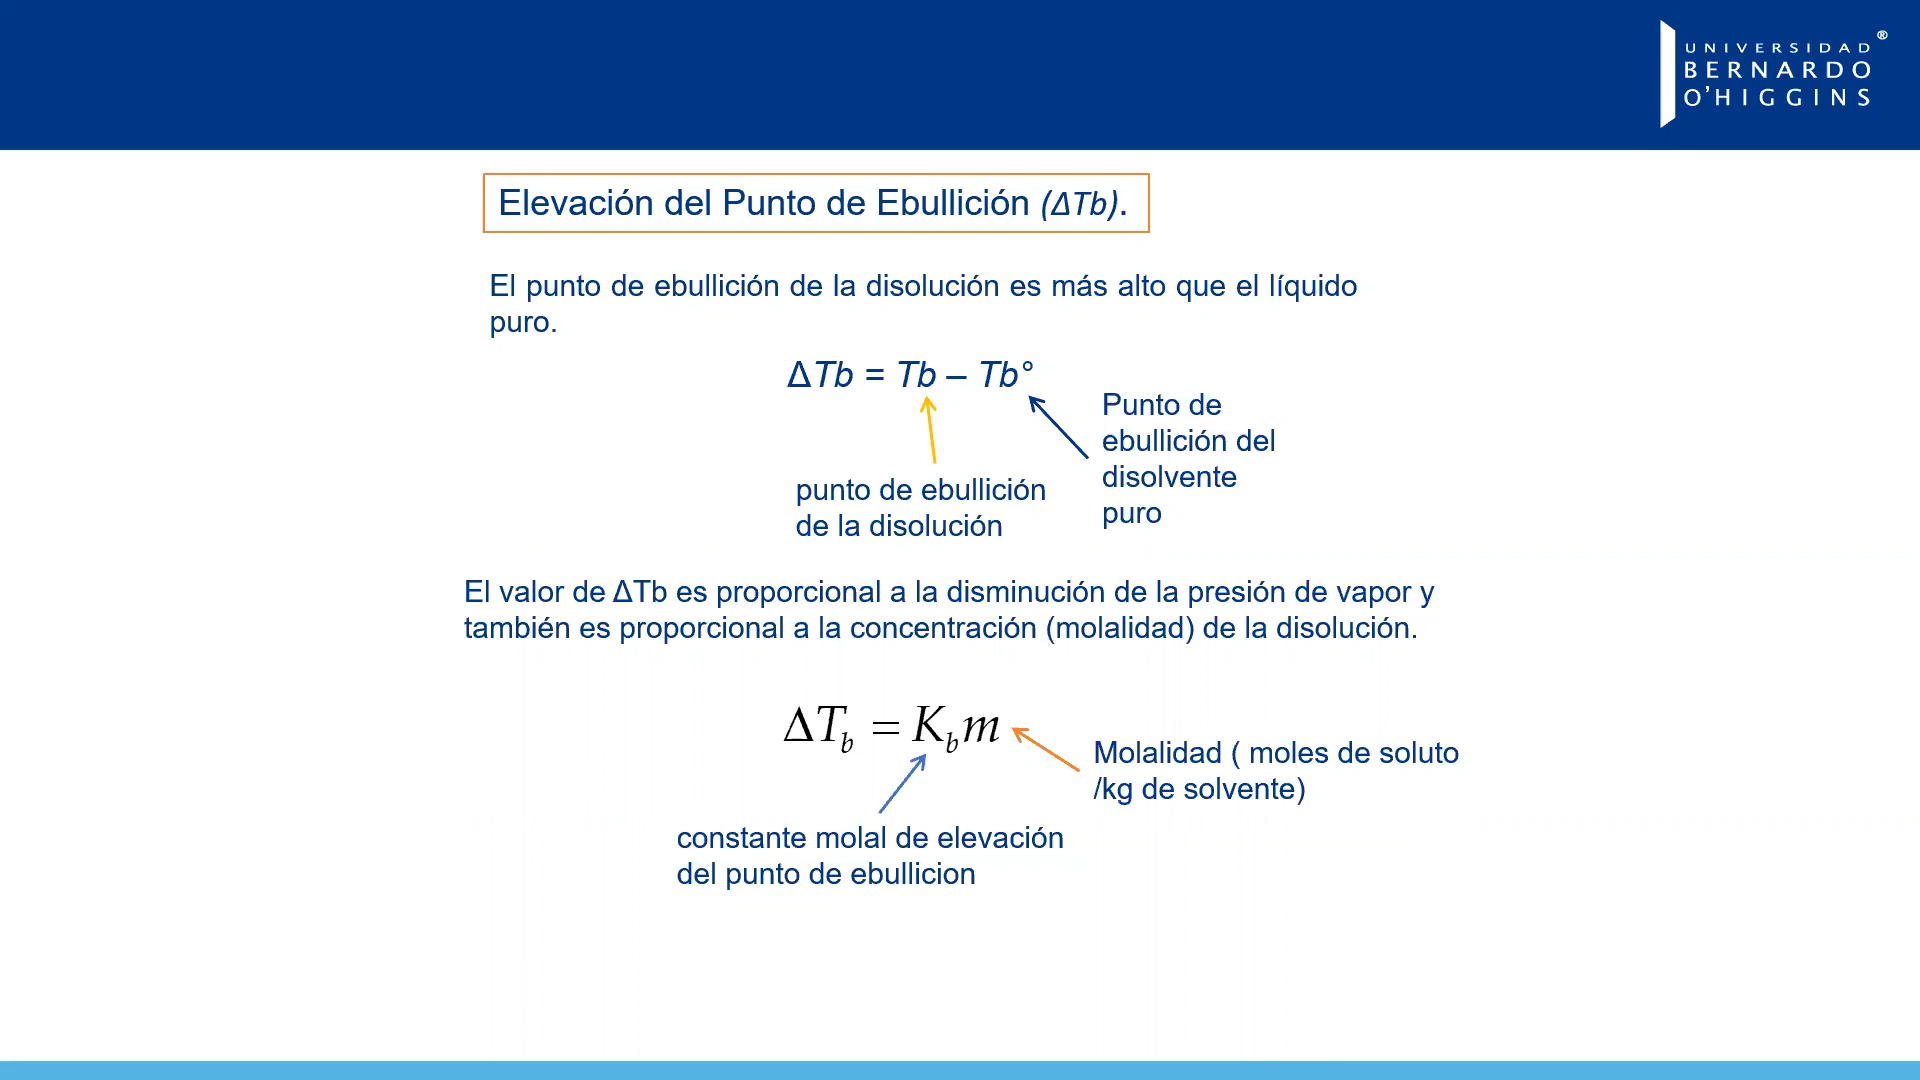 UNIVERSIDAD®
BERNARDO
O'HIGGINS
Elevación del Punto de Ebullición (ΔTb).
El punto de ebullición de la disolución es más alto que el líquido
puro.
ΔTb = Tb – Tb°
Punto de
ebullición del
disolvente
puro
punto de ebullición
de la disolución
El valor de ΔTb es proporcional a la disminución de la presión de vapor y
también es proporcional a la concentración (molalidad) de la disolución.
ΔT_b = K_b m
Molalidad ( moles de soluto
/kg de solvente)
constante molal de elevación
del punto de ebullicion